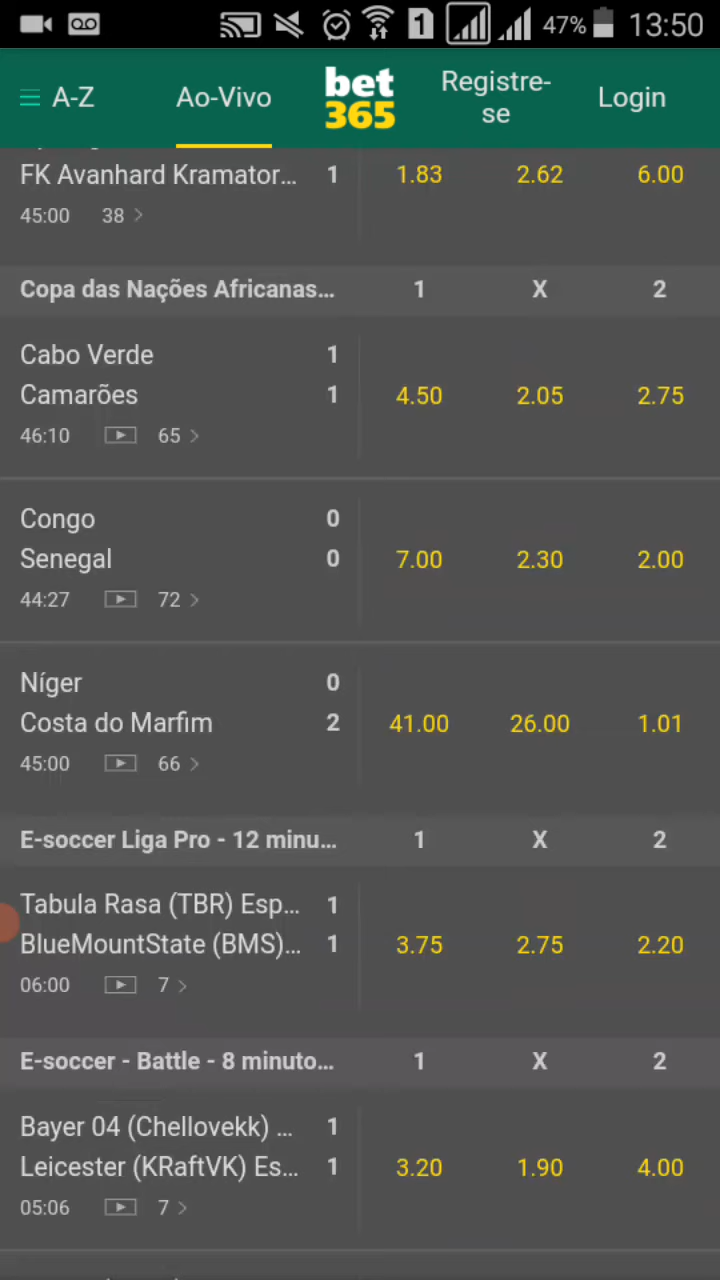 1 47% 13:50
A-Z Ao-Vivo bet365 Registre-se Login
FK Avanhard Kramator... 1 1.83 2.62 6.00
45:00 38 >
Copa das Nações Africanas... 1 X 2
Cabo Verde 1
Camarões 1 4.50 2.05 2.75
46:10 65 >
Congo 0
Senegal 0 7.00 2.30 2.00
44:27 72 >
Níger 0
Costa do Marfim 2 41.00 26.00 1.01
45:00 66 >
E-soccer Liga Pro - 12 minu... 1 X 2
Tabula Rasa (TBR) Esp... 1
BlueMountState (BMS)... 1 3.75 2.75 2.20
06:00 7 >
E-soccer - Battle - 8 minuto... 1 X 2
Bayer 04 (Chellovekk) ... 1
Leicester (KRaftVK) Es... 1 3.20 1.90 4.00
05:06 7 >